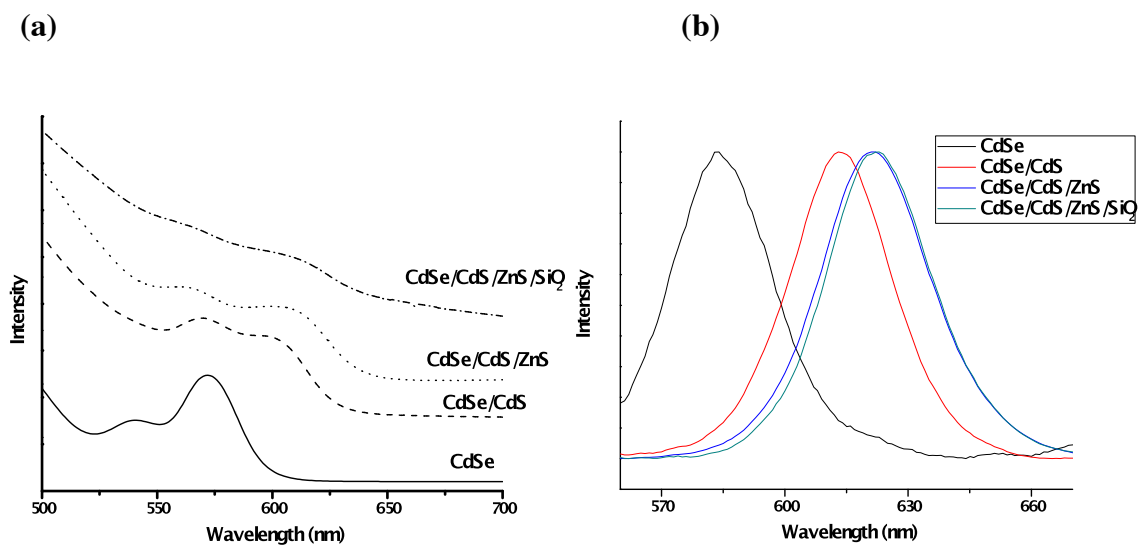 (a)
(b)
Intensity
CdSe/CdS/ZnS/SiO2
CdSe/CdS/ZnS
CdSe/CdS
CdSe
500 550 600 650 700
Wavelength (nm)
Intensity
CdSe
CdSe/CdS
CdSe/CdS/ZnS
CdSe/CdS/ZnS/SiO2
570 600 630 660
Wavelength (nm)